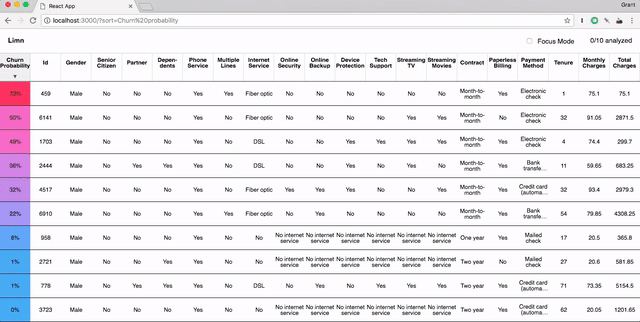 React App
Grant
localhost:3000/?sort=Churn%20probability
Limn
Focus Mode
0/10 analyzed
Churn Probability ▼ Id Gender Senior Citizen Partner Depen-dents Phone Service Multiple Lines Internet Service Online Security Online Backup Device Protection Tech Support Streaming TV Streaming Movies Contract Paperless Billing Payment Method Tenure Monthly Charges Total Charges
73% 459 Male No No No Yes Yes Fiber optic No No No No No No Month-to-month Yes Electronic check 1 75.1 75.1
6141 Male No No No Yes Yes Fiber optic No No No No Yes Yes Month-to-month No Electronic check 32 91.05 2871.5
1703 Male No No No Yes No DSL No No Yes Yes Yes Yes Month-to-month Yes Electronic check 4 74.4 299.7
2444 Male No Yes Yes Yes No DSL No No Yes No Yes No Month-to-month Yes Bank transfe... 11 59.65 683.25
32% 4517 Male No No No Yes No Fiber optic Yes Yes Yes No Yes No Month-to-month Yes Credit card (automa... 32 93.4 2979.3
22% 6910 Male No No No Yes Yes Fiber optic No Yes No No No No Month-to-month Yes Bank transfe... 54 79.85 4308.25
958 Male No No No Yes No No No internet service No internet service No internet service No internet service No internet service No internet service One year Yes Mailed check 17 20.5 365.8
1% 2721 Male No No No Yes No No No internet service No internet service No internet service No internet service No internet service No internet service Two year No Mailed check 27 20.6 581.85
1% 778 Male No No No Yes No DSL No Yes No Yes Yes Yes Two year Yes Credit card (automa... 71 73.35 5154.5
0% 3723 Male No No No Yes No No No internet service No internet service No internet service No internet service No internet service No internet service Two year Yes Credit card (automa... 62 20.05 1201.65